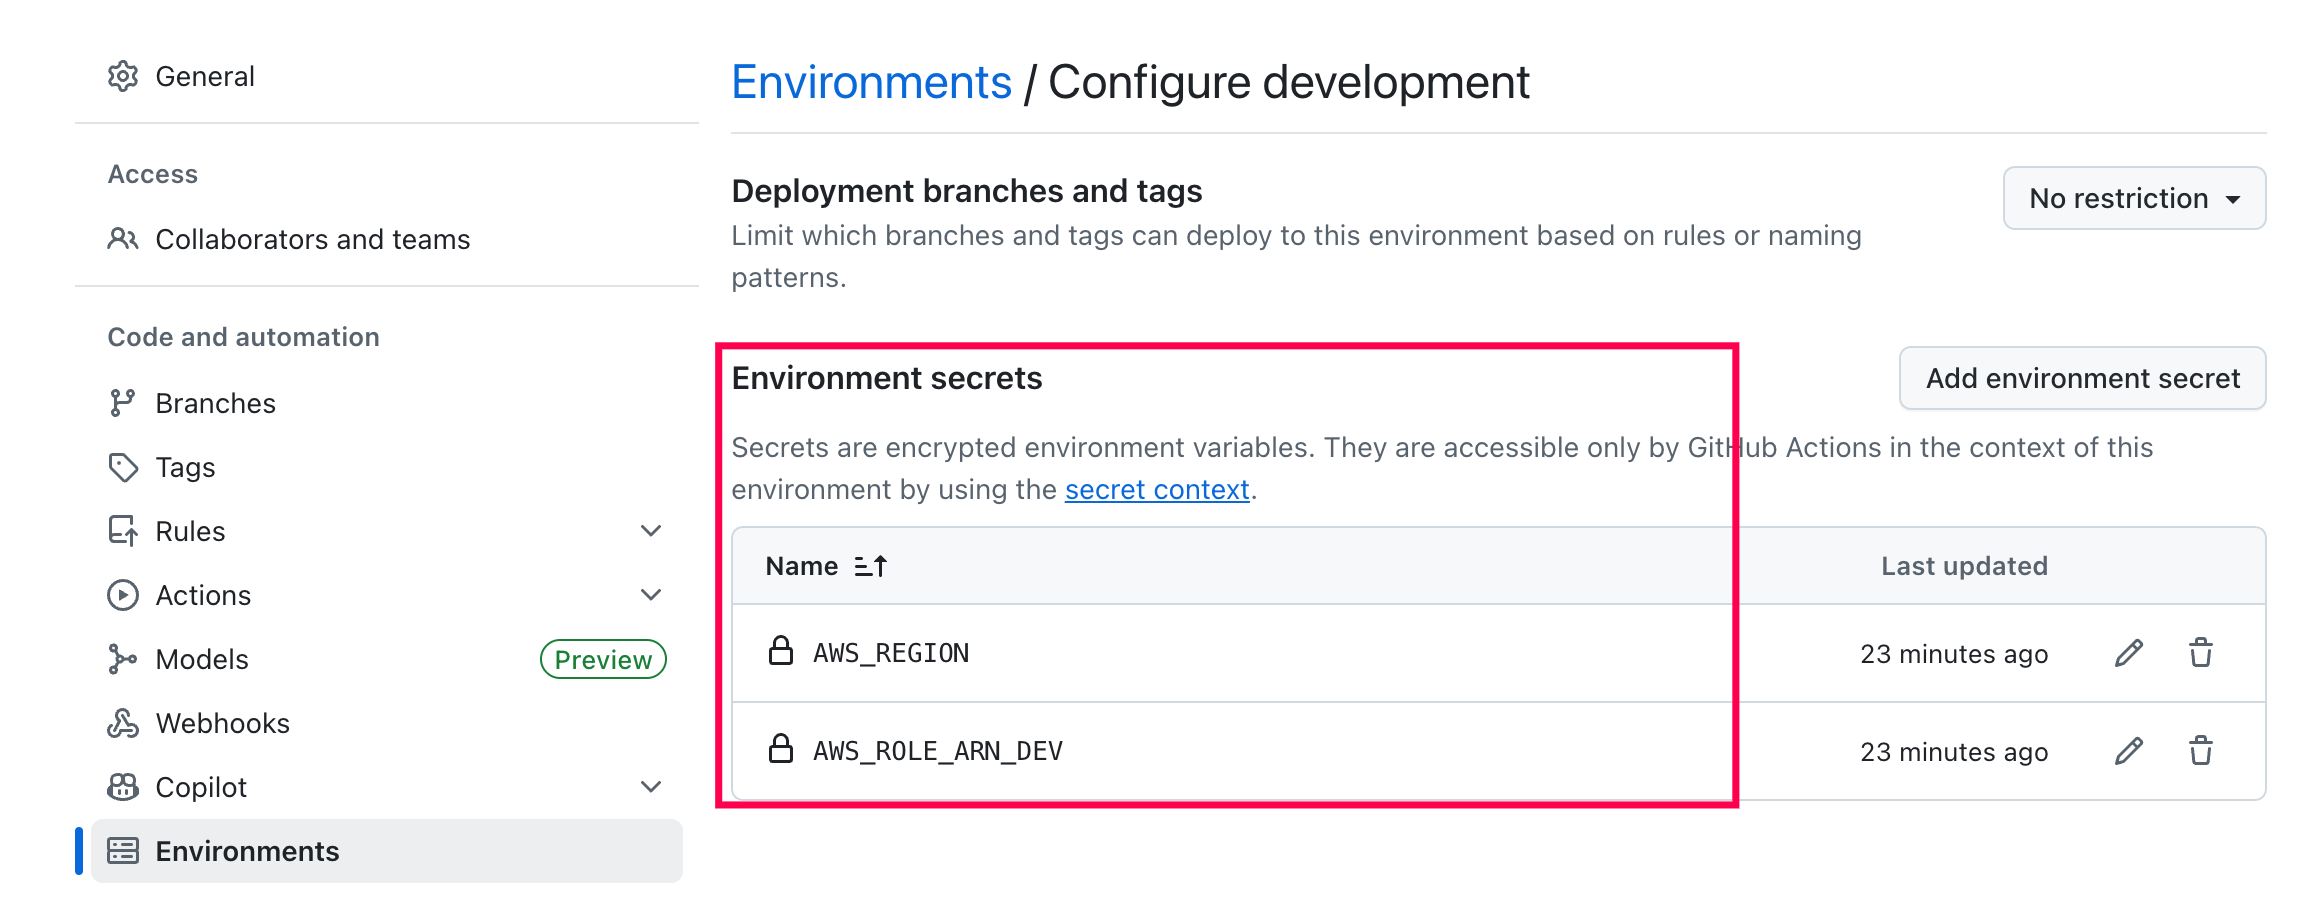 General
Access
Collaborators and teams
Code and automation
Branches
Tags
Rules
Actions
Models Preview
Webhooks
Copilot
Environments
Environments / Configure development
Deployment branches and tags
No restriction
Limit which branches and tags can deploy to this environment based on rules or naming
patterns.
Environment secrets
Add environment secret
Secrets are encrypted environment variables. They are accessible only by GitHub Actions in the context of this
environment by using the secret context.
Name Last updated
AWS_REGION 23 minutes ago
AWS_ROLE_ARN_DEV 23 minutes ago